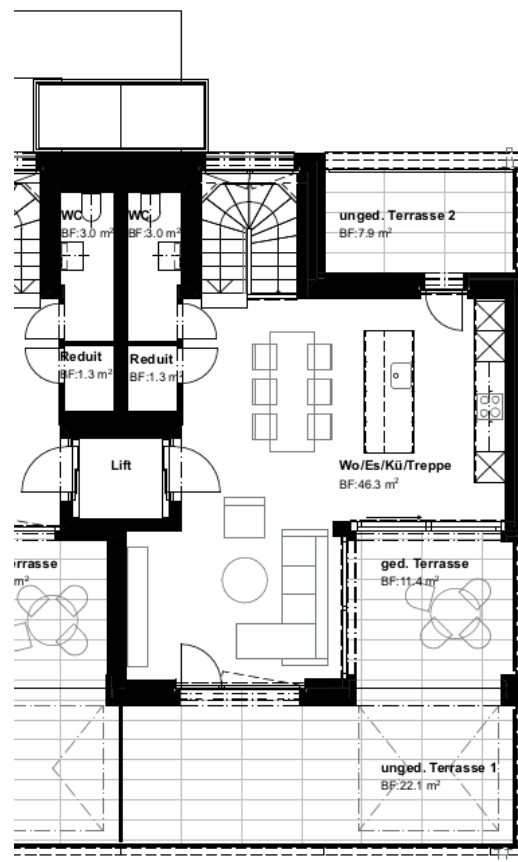 WC
BF:3.0 m²
WC
BF:3.0 m²
unged. Terrasse 2
BF:7.9 m²
Reduit
BF:1.3 m²
Reduit
BF:1.3 m²
Lift
Wo/Es/Kü/Treppe
BF:46.3 m²
errasse
m²
ged. Terrasse
BF:11.4 m²
unged. Terrasse 1
BF:22.1 m²